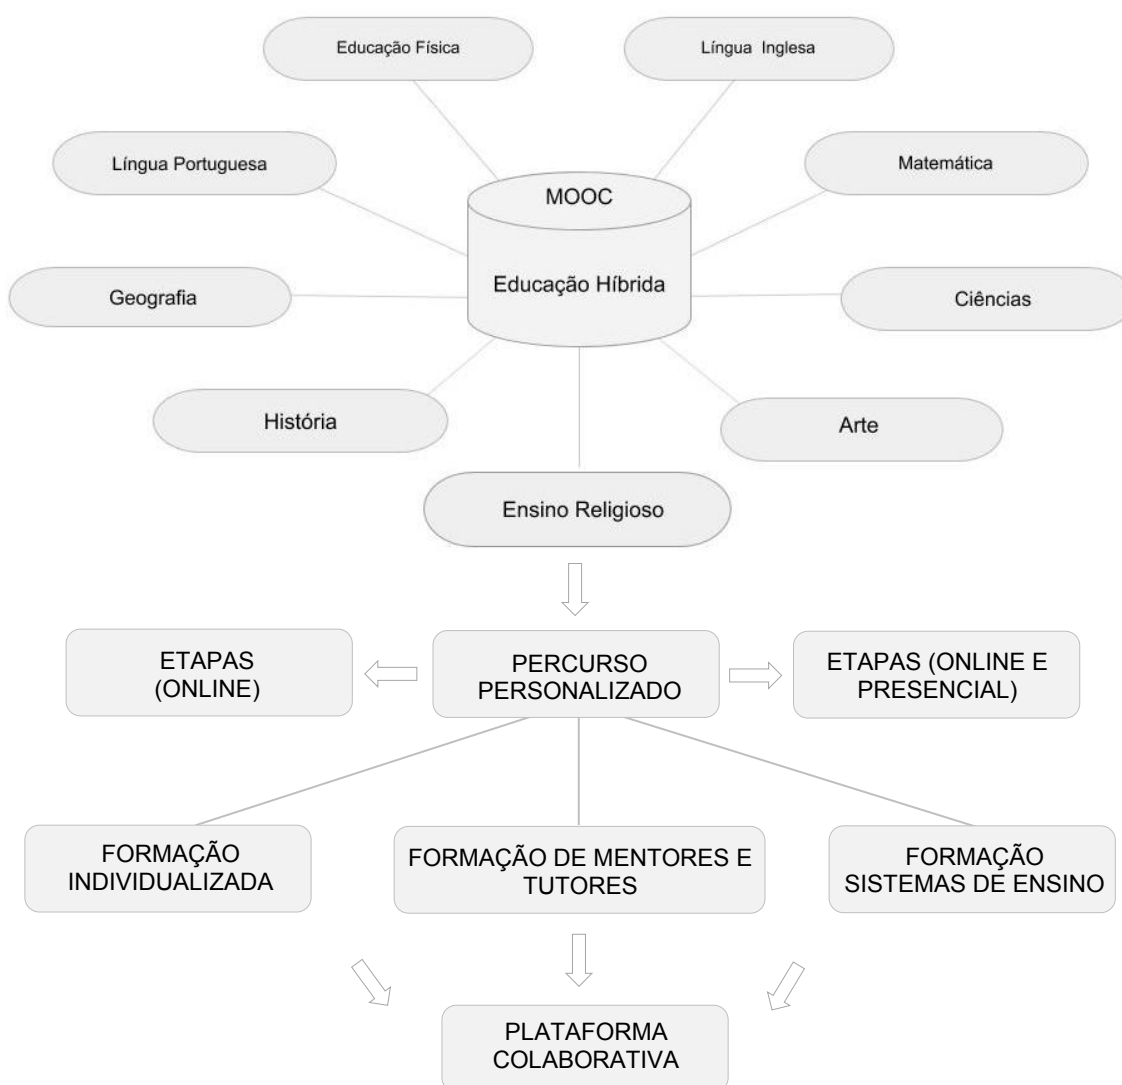 Educação Física
Língua Inglesa
Língua Portuguesa
Matemática
MOOC
Educação Híbrida
Geografia
Ciências
História
Arte
Ensino Religioso
ETAPAS
(ONLINE)
PERCURSO
PERSONALIZADO
ETAPAS (ONLINE E
PRESENCIAL)
FORMAÇÃO
INDIVIDUALIZADA
FORMAÇÃO DE MENTORES E
TUTORES
FORMAÇÃO
SISTEMAS DE ENSINO
PLATAFORMA
COLABORATIVA